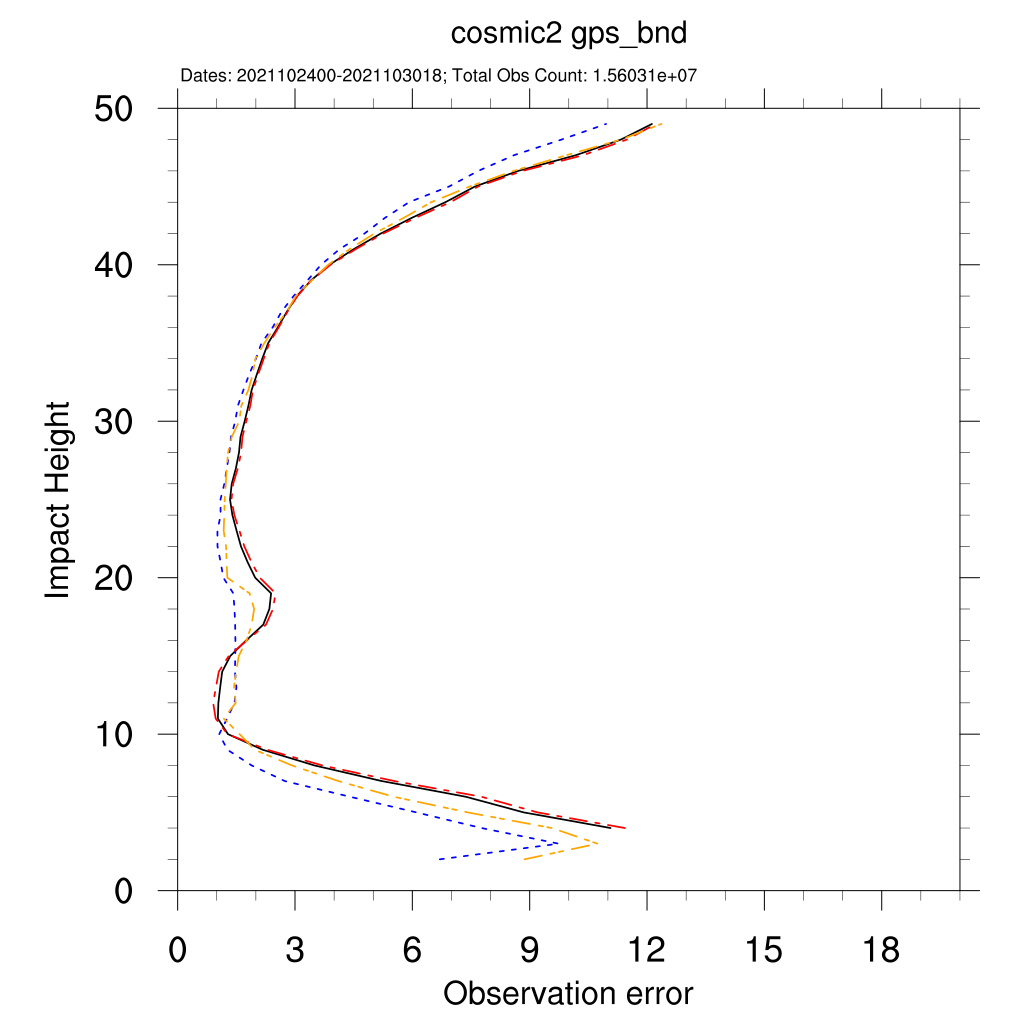 cosmic2 gps_bnd
Dates: 2021102400-2021103018; Total Obs Count: 1.56031e+07
50
40
30
20
10
0
Impact Height
0 3 6 9 12 15 18
Observation error